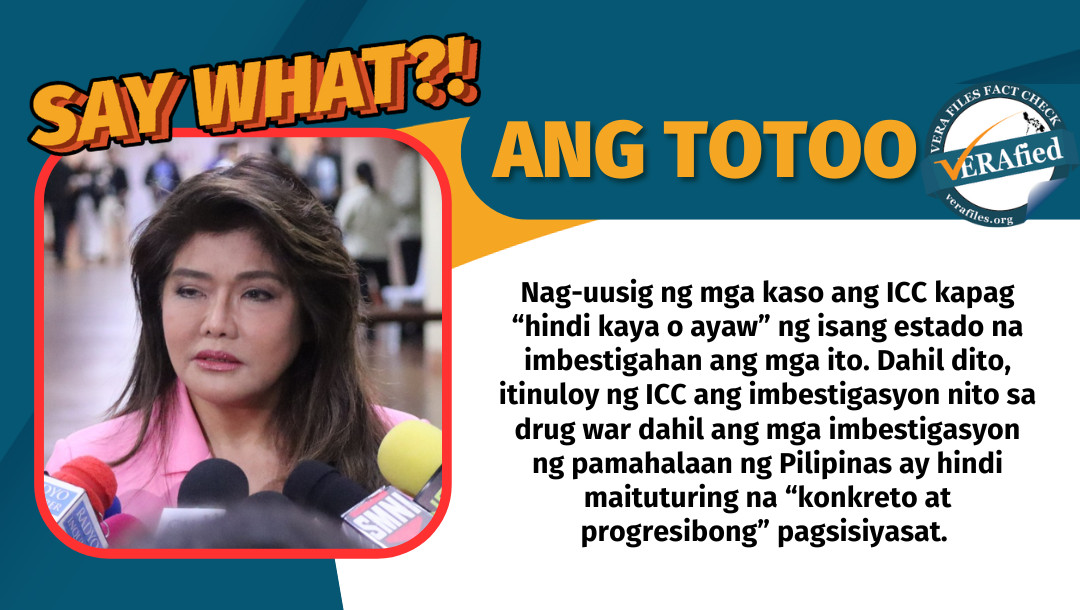 SAY WHAT?!
ANG TOTOO
VERA FILES FACT CHECK
VERAfied
verafiles.org
Nag-uusig ng mga kaso ang ICC kapag
“hindi kaya o ayaw” ng isang estado na
imbestigahan ang mga ito. Dahil dito,
itinuloy ng ICC ang imbestigasyon nito sa
drug war dahil ang mga imbestigasyon
ng pamahalaan ng Pilipinas ay hindi
maituturing na “konkreto at
progresibong” pagsisiyasat.
SMNI